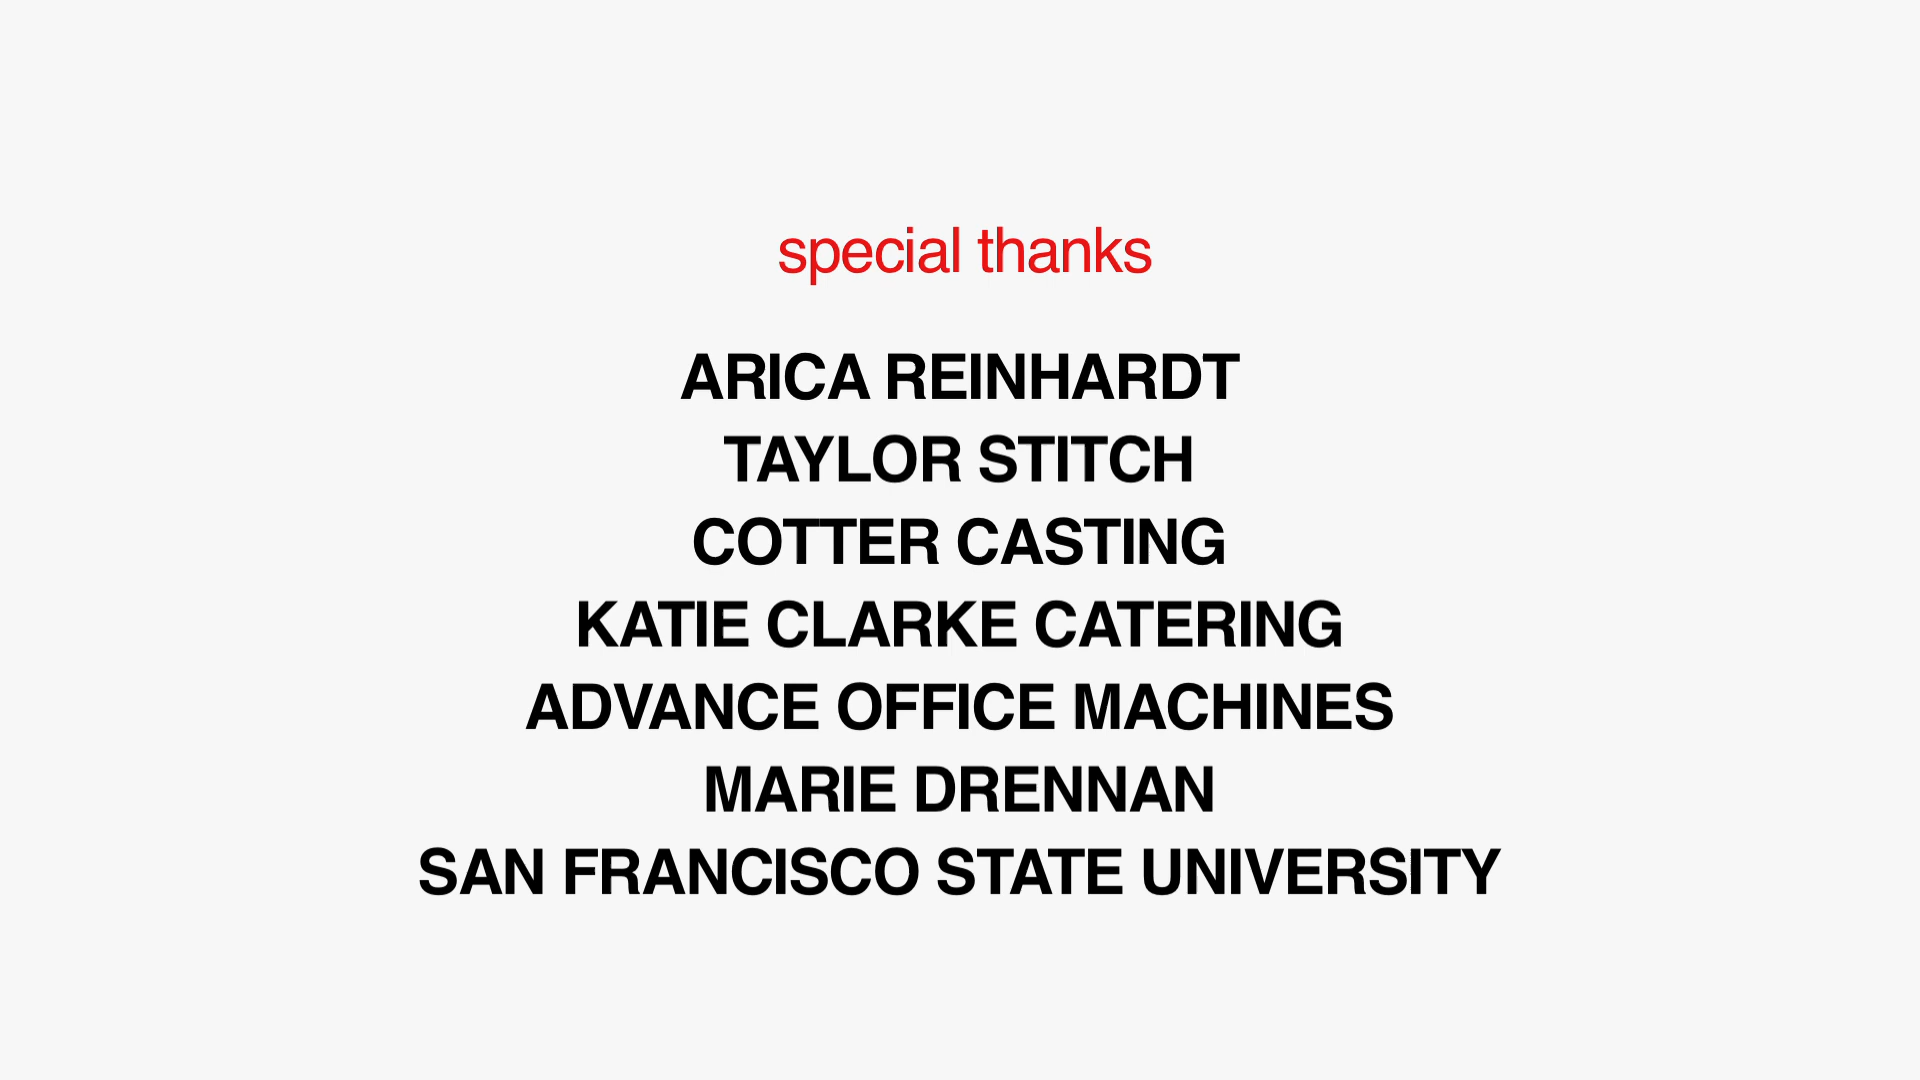 special thanks
ARICA REINHARDT
TAYLOR STITCH
COTTER CASTING
KATIE CLARKE CATERING
ADVANCE OFFICE MACHINES
MARIE DRENNAN
SAN FRANCISCO STATE UNIVERSITY